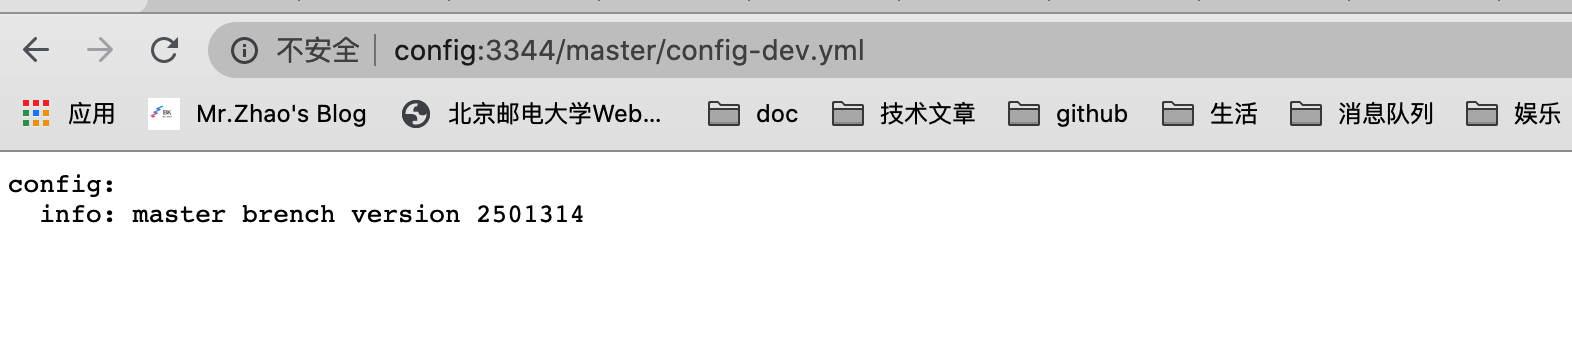 不安全 config:3344/master/config-dev.yml
应用 Mr.Zhao's Blog 北京邮电大学Web... doc 技术文章 github 生活 消息队列 娱乐
config:
  info: master brench version 2501314